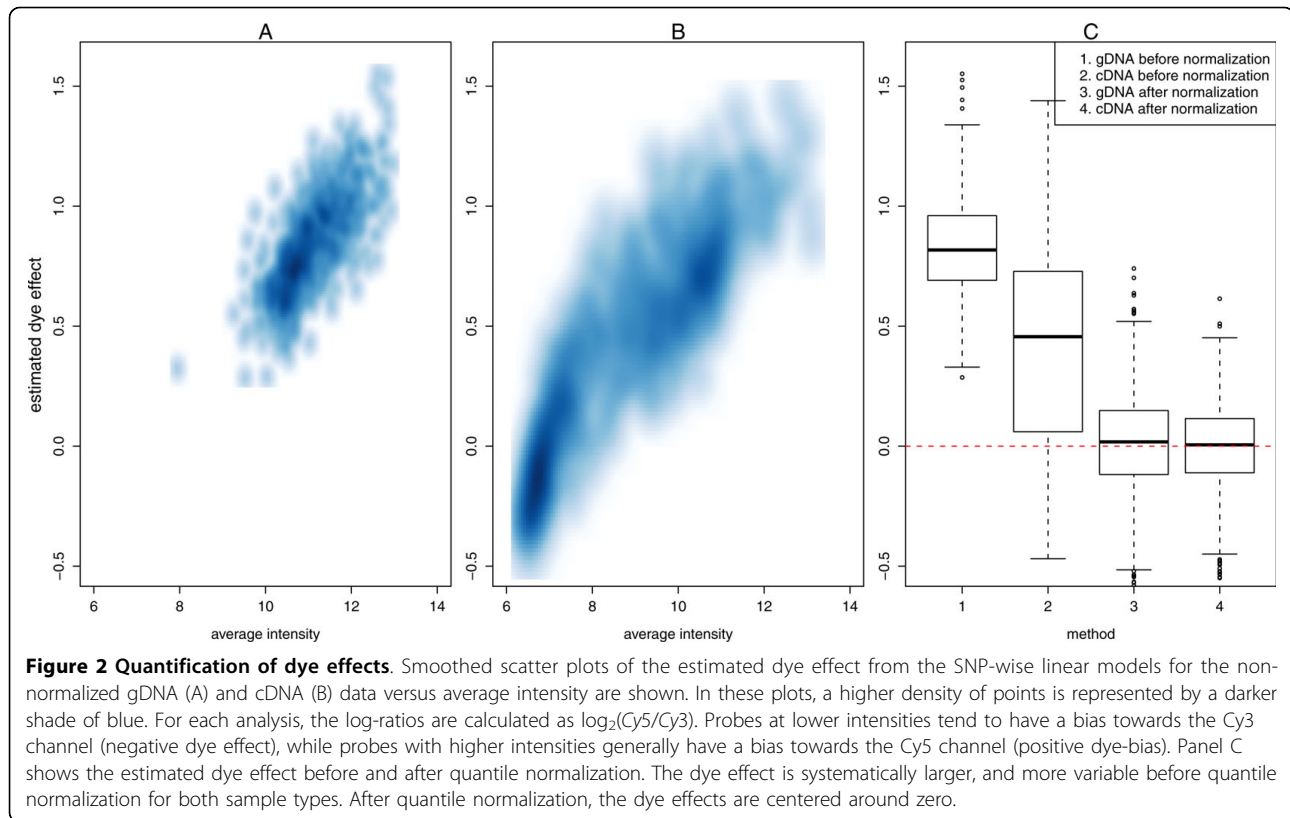 A
B
C
estimated dye effect
−0.5
0.0
0.5
1.0
1.5
6
8
10
12
14
average intensity
−0.5
0.0
0.5
1.0
1.5
6
8
10
12
14
average intensity
1. gDNA before normalization
2. cDNA before normalization
3. gDNA after normalization
4. cDNA after normalization
−0.5
0.0
0.5
1.0
1.5
1
2
3
4
method
Figure 2 Quantification of dye effects. Smoothed scatter plots of the estimated dye effect from the SNP-wise linear models for the non-
normalized gDNA (A) and cDNA (B) data versus average intensity are shown. In these plots, a higher density of points is represented by a darker
shade of blue. For each analysis, the log-ratios are calculated as log2(Cy5/Cy3). Probes at lower intensities tend to have a bias towards the Cy3
channel (negative dye effect), while probes with higher intensities generally have a bias towards the Cy5 channel (positive dye-bias). Panel C
shows the estimated dye effect before and after quantile normalization. The dye effect is systematically larger, and more variable before quantile
normalization for both sample types. After quantile normalization, the dye effects are centered around zero.